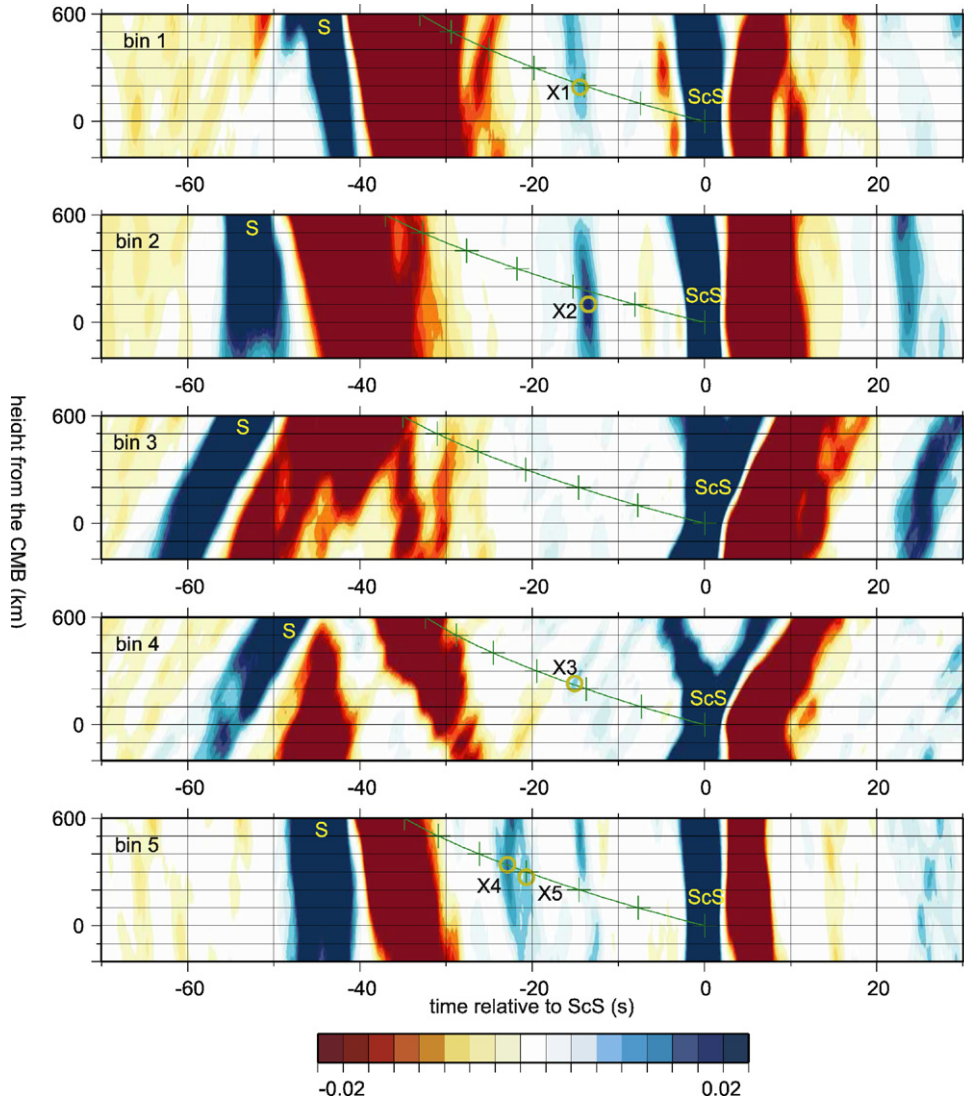 600
bin 1
S
X1
ScS
0
-60 -40 -20 0 20
600
bin 2
S
X2
ScS
0
-60 -40 -20 0 20
600
bin 3
S
ScS
0
-60 -40 -20 0 20
height from the CMB (km)
600
bin 4
S
X3
ScS
0
-60 -40 -20 0 20
600
bin 5
S
X4
X5
ScS
0
-60 -40 -20 0 20
time relative to ScS (s)
-0.02 0.02